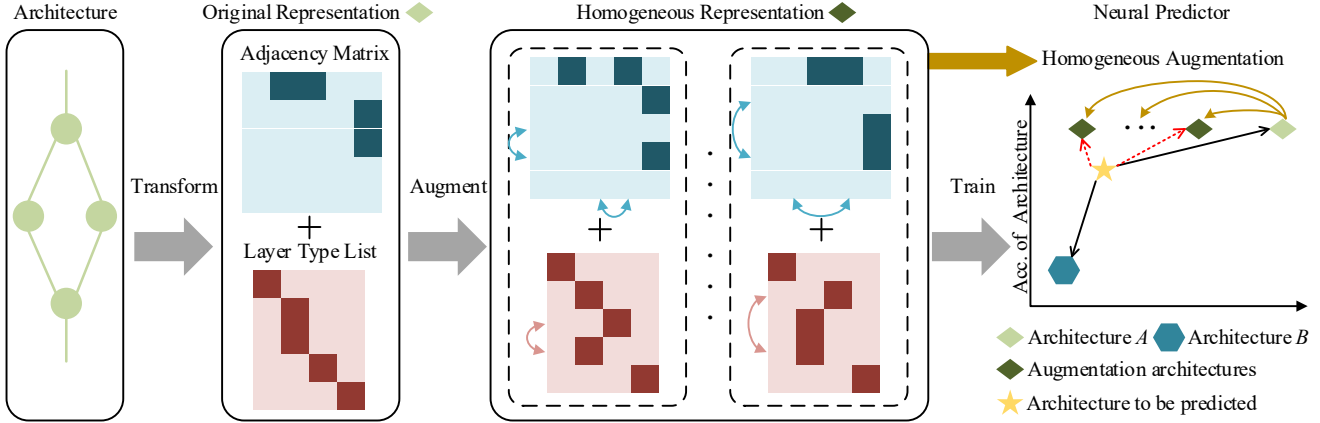 Architecture
Original Representation
Homogeneous Representation
Neural Predictor
Adjacency Matrix
Layer Type List
Transform
Augment
Train
Homogeneous Augmentation
Acc. of Architecture
Architecture A
Architecture B
Augmentation architectures
Architecture to be predicted